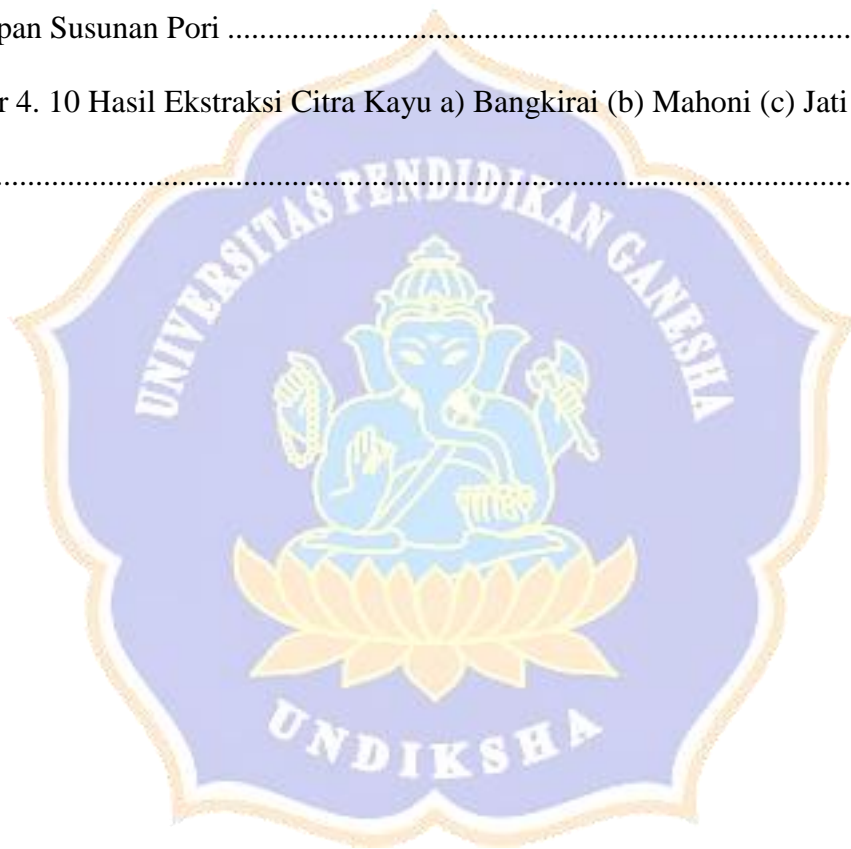 pan Susunan Pori ....................................................................................
r 4. 10 Hasil Ekstraksi Citra Kayu a) Bangkirai (b) Mahoni (c) Jati
............................................................................................................
UNIVERSITAS PENDIDIKAN GANESHA
UNDIKSHA